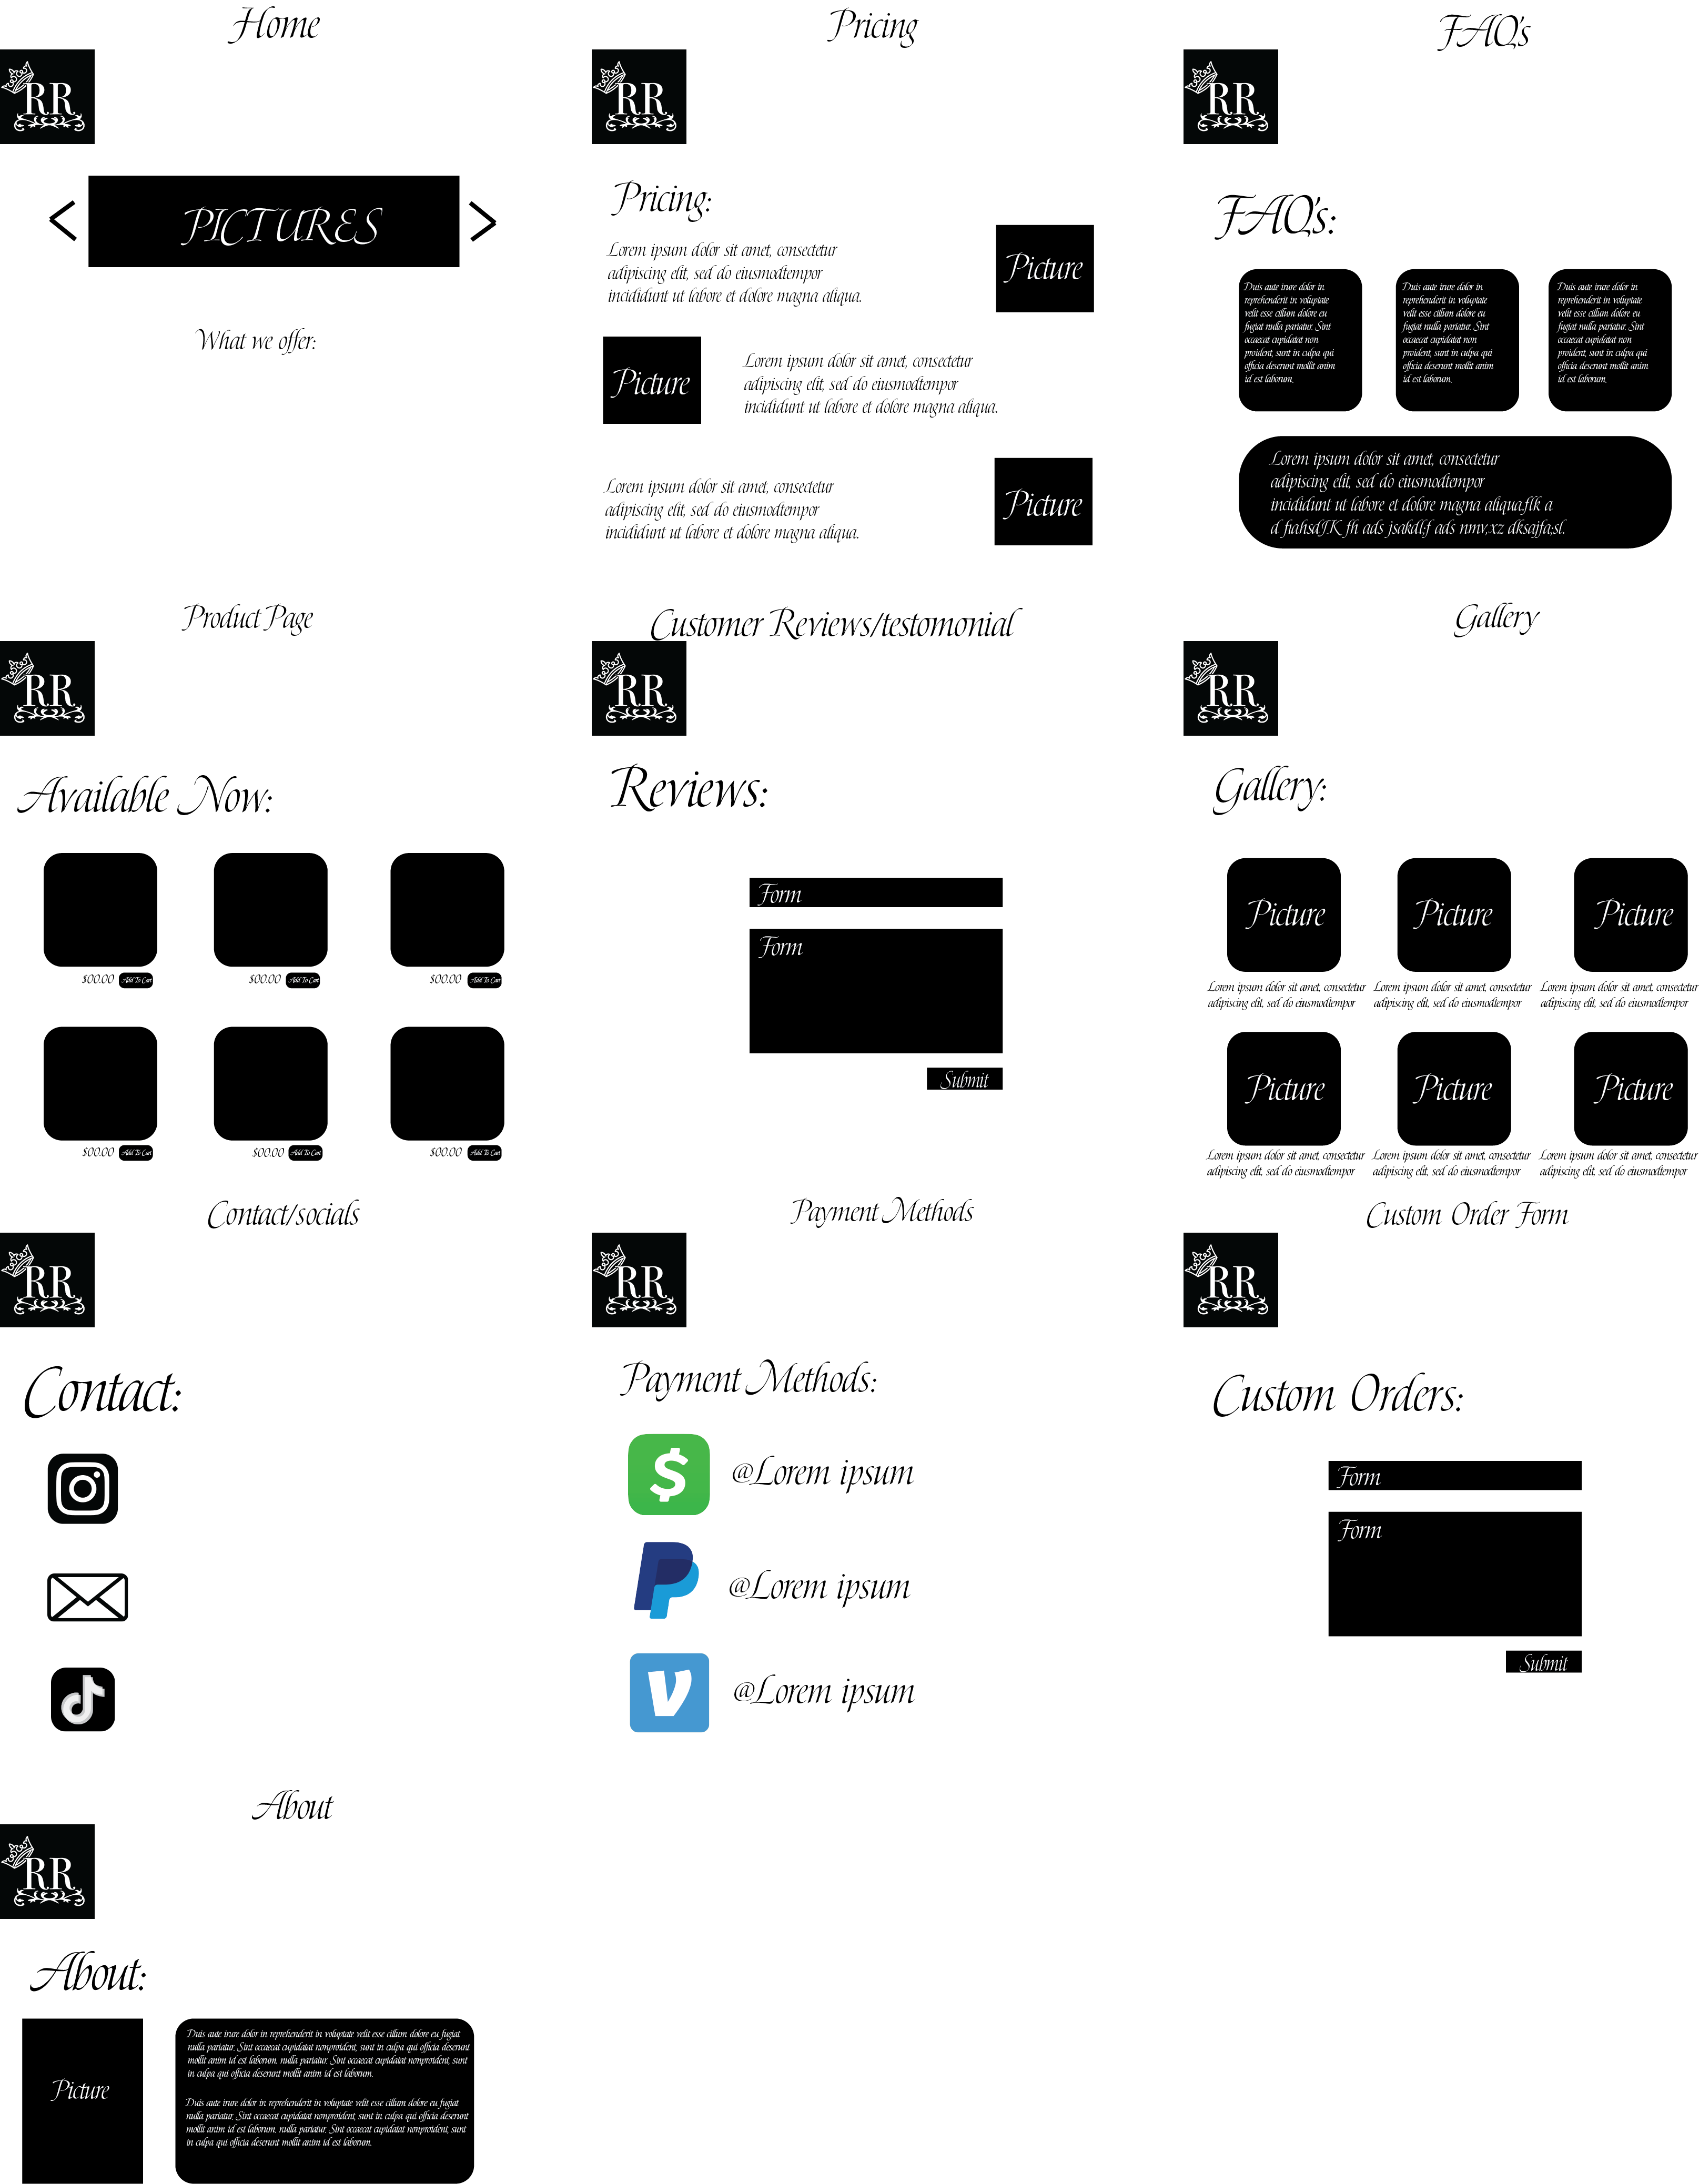 Home
RR
PICTURES
What we offer:
Pricing
RR
Pricing:
Lorem ipsum dolor sit amet, consectetur
adipiscing elit, sed do eiusmodtempor
incididunt ut labore et dolore magna aliqua.
Picture
Picture
Lorem ipsum dolor sit amet, consectetur
adipiscing elit, sed do eiusmodtempor
incididunt ut labore et dolore magna aliqua.
Lorem ipsum dolor sit amet, consectetur
adipiscing elit, sed do eiusmodtempor
incididunt ut labore et dolore magna aliqua.
Picture
FAQ's
RR
FAQ's:
Duis aute irure dolor in
reprehenderit in voluptate
velit esse cillum dolore eu
fugiat nulla pariatur. Sint
occaecat cupidatat non
proident, sunt in culpa qui
officia deserunt mollit anim
id est laborum.
Duis aute irure dolor in
reprehenderit in voluptate
velit esse cillum dolore eu
fugiat nulla pariatur. Sint
occaecat cupidatat non
proident, sunt in culpa qui
officia deserunt mollit anim
id est laborum.
Duis aute irure dolor in
reprehenderit in voluptate
velit esse cillum dolore eu
fugiat nulla pariatur. Sint
occaecat cupidatat non
proident, sunt in culpa qui
officia deserunt mollit anim
id est laborum.
Lorem ipsum dolor sit amet, consectetur
adipiscing elit, sed do eiusmodtempor
incididunt ut labore et dolore magna aliqua.flk a
d fh ads ads nmv,xz
Product Page
RR
Available Now:
$00.00 Add To Cart
$00.00 Add To Cart
$00.00 Add To Cart
$00.00 Add To Cart
$00.00 Add To Cart
$00.00 Add To Cart
Customer Reviews/testomonial
RR
Reviews:
Form
Form
Submit
Gallery
RR
Gallery:
Picture
Picture
Picture
Lorem ipsum dolor sit amet, consectetur
adipiscing elit, sed do eiusmodtempor
Lorem ipsum dolor sit amet, consectetur
adipiscing elit, sed do eiusmodtempor
Lorem ipsum dolor sit amet, consectetur
adipiscing elit, sed do eiusmodtempor
Picture
Picture
Picture
Lorem ipsum dolor sit amet, consectetur
adipiscing elit, sed do eiusmodtempor
Lorem ipsum dolor sit amet, consectetur
adipiscing elit, sed do eiusmodtempor
Lorem ipsum dolor sit amet, consectetur
adipiscing elit, sed do eiusmodtempor
Contact/socials
RR
Contact:
Payment Methods
RR
Payment Methods:
$ @Lorem ipsum
@Lorem ipsum
@Lorem ipsum
Custom Order Form
RR
Custom Orders:
Form
Form
Submit
About
RR
About:
Picture
Duis aute irure dolor in reprehenderit in voluptate velit esse cillum dolore eu fugiat
nulla pariatur. Sint occaecat cupidatat nonproident, sunt in culpa qui officia deserunt
mollit anim id est laborum. nulla pariatur. Sint occaecat cupidatat nonproident, sunt
in culpa qui officia deserunt mollit anim id est laborum.
Duis aute irure dolor in reprehenderit in voluptate velit esse cillum dolore eu fugiat
nulla pariatur. Sint occaecat cupidatat nonproident, sunt in culpa qui officia deserunt
mollit anim id est laborum. nulla pariatur. Sint occaecat cupidatat nonproident, sunt
in culpa qui officia deserunt mollit anim id est laborum.